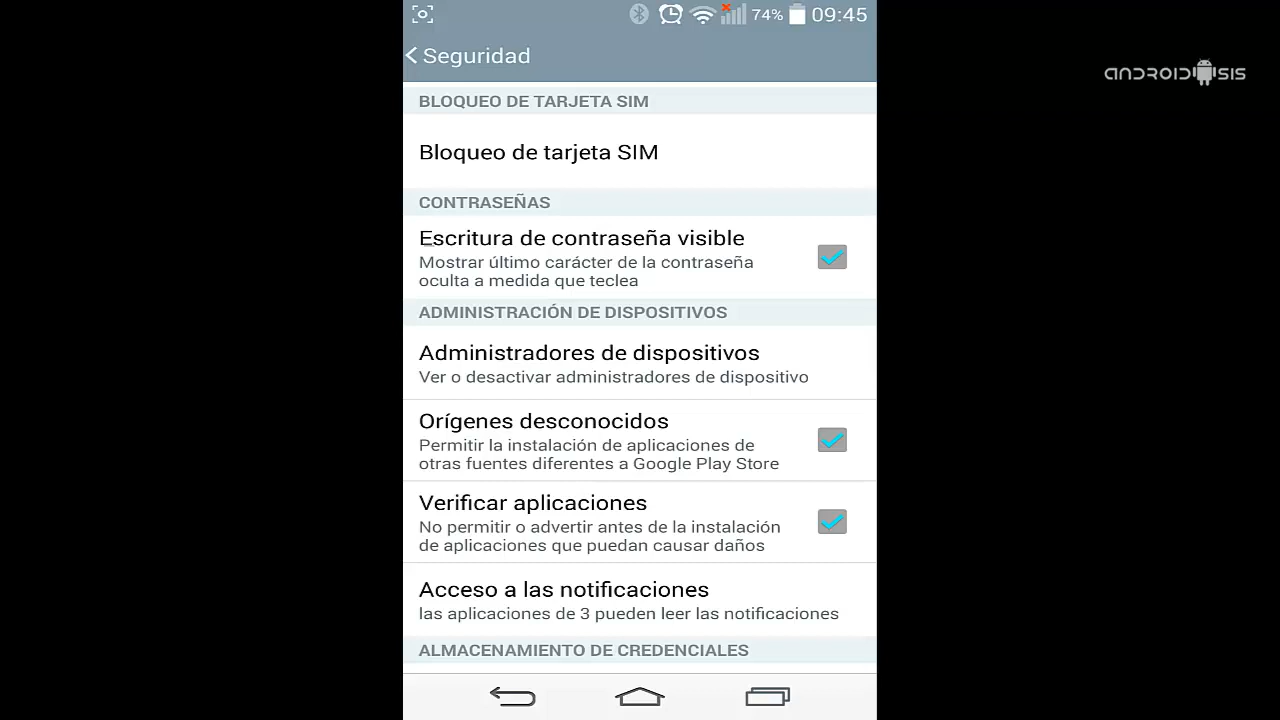 74% 09:45
Seguridad
ANDROIDSIS
BLOQUEO DE TARJETA SIM
Bloqueo de tarjeta SIM
CONTRASEÑAS
Escritura de contraseña visible
Mostrar último carácter de la contraseña
oculta a medida que teclea
ADMINISTRACIÓN DE DISPOSITIVOS
Administradores de dispositivos
Ver o desactivar administradores de dispositivo
Orígenes desconocidos
Permitir la instalación de aplicaciones de
otras fuentes diferentes a Google Play Store
Verificar aplicaciones
No permitir o advertir antes de la instalación
de aplicaciones que puedan causar daños
Acceso a las notificaciones
las aplicaciones de 3 pueden leer las notificaciones
ALMACENAMIENTO DE CREDENCIALES